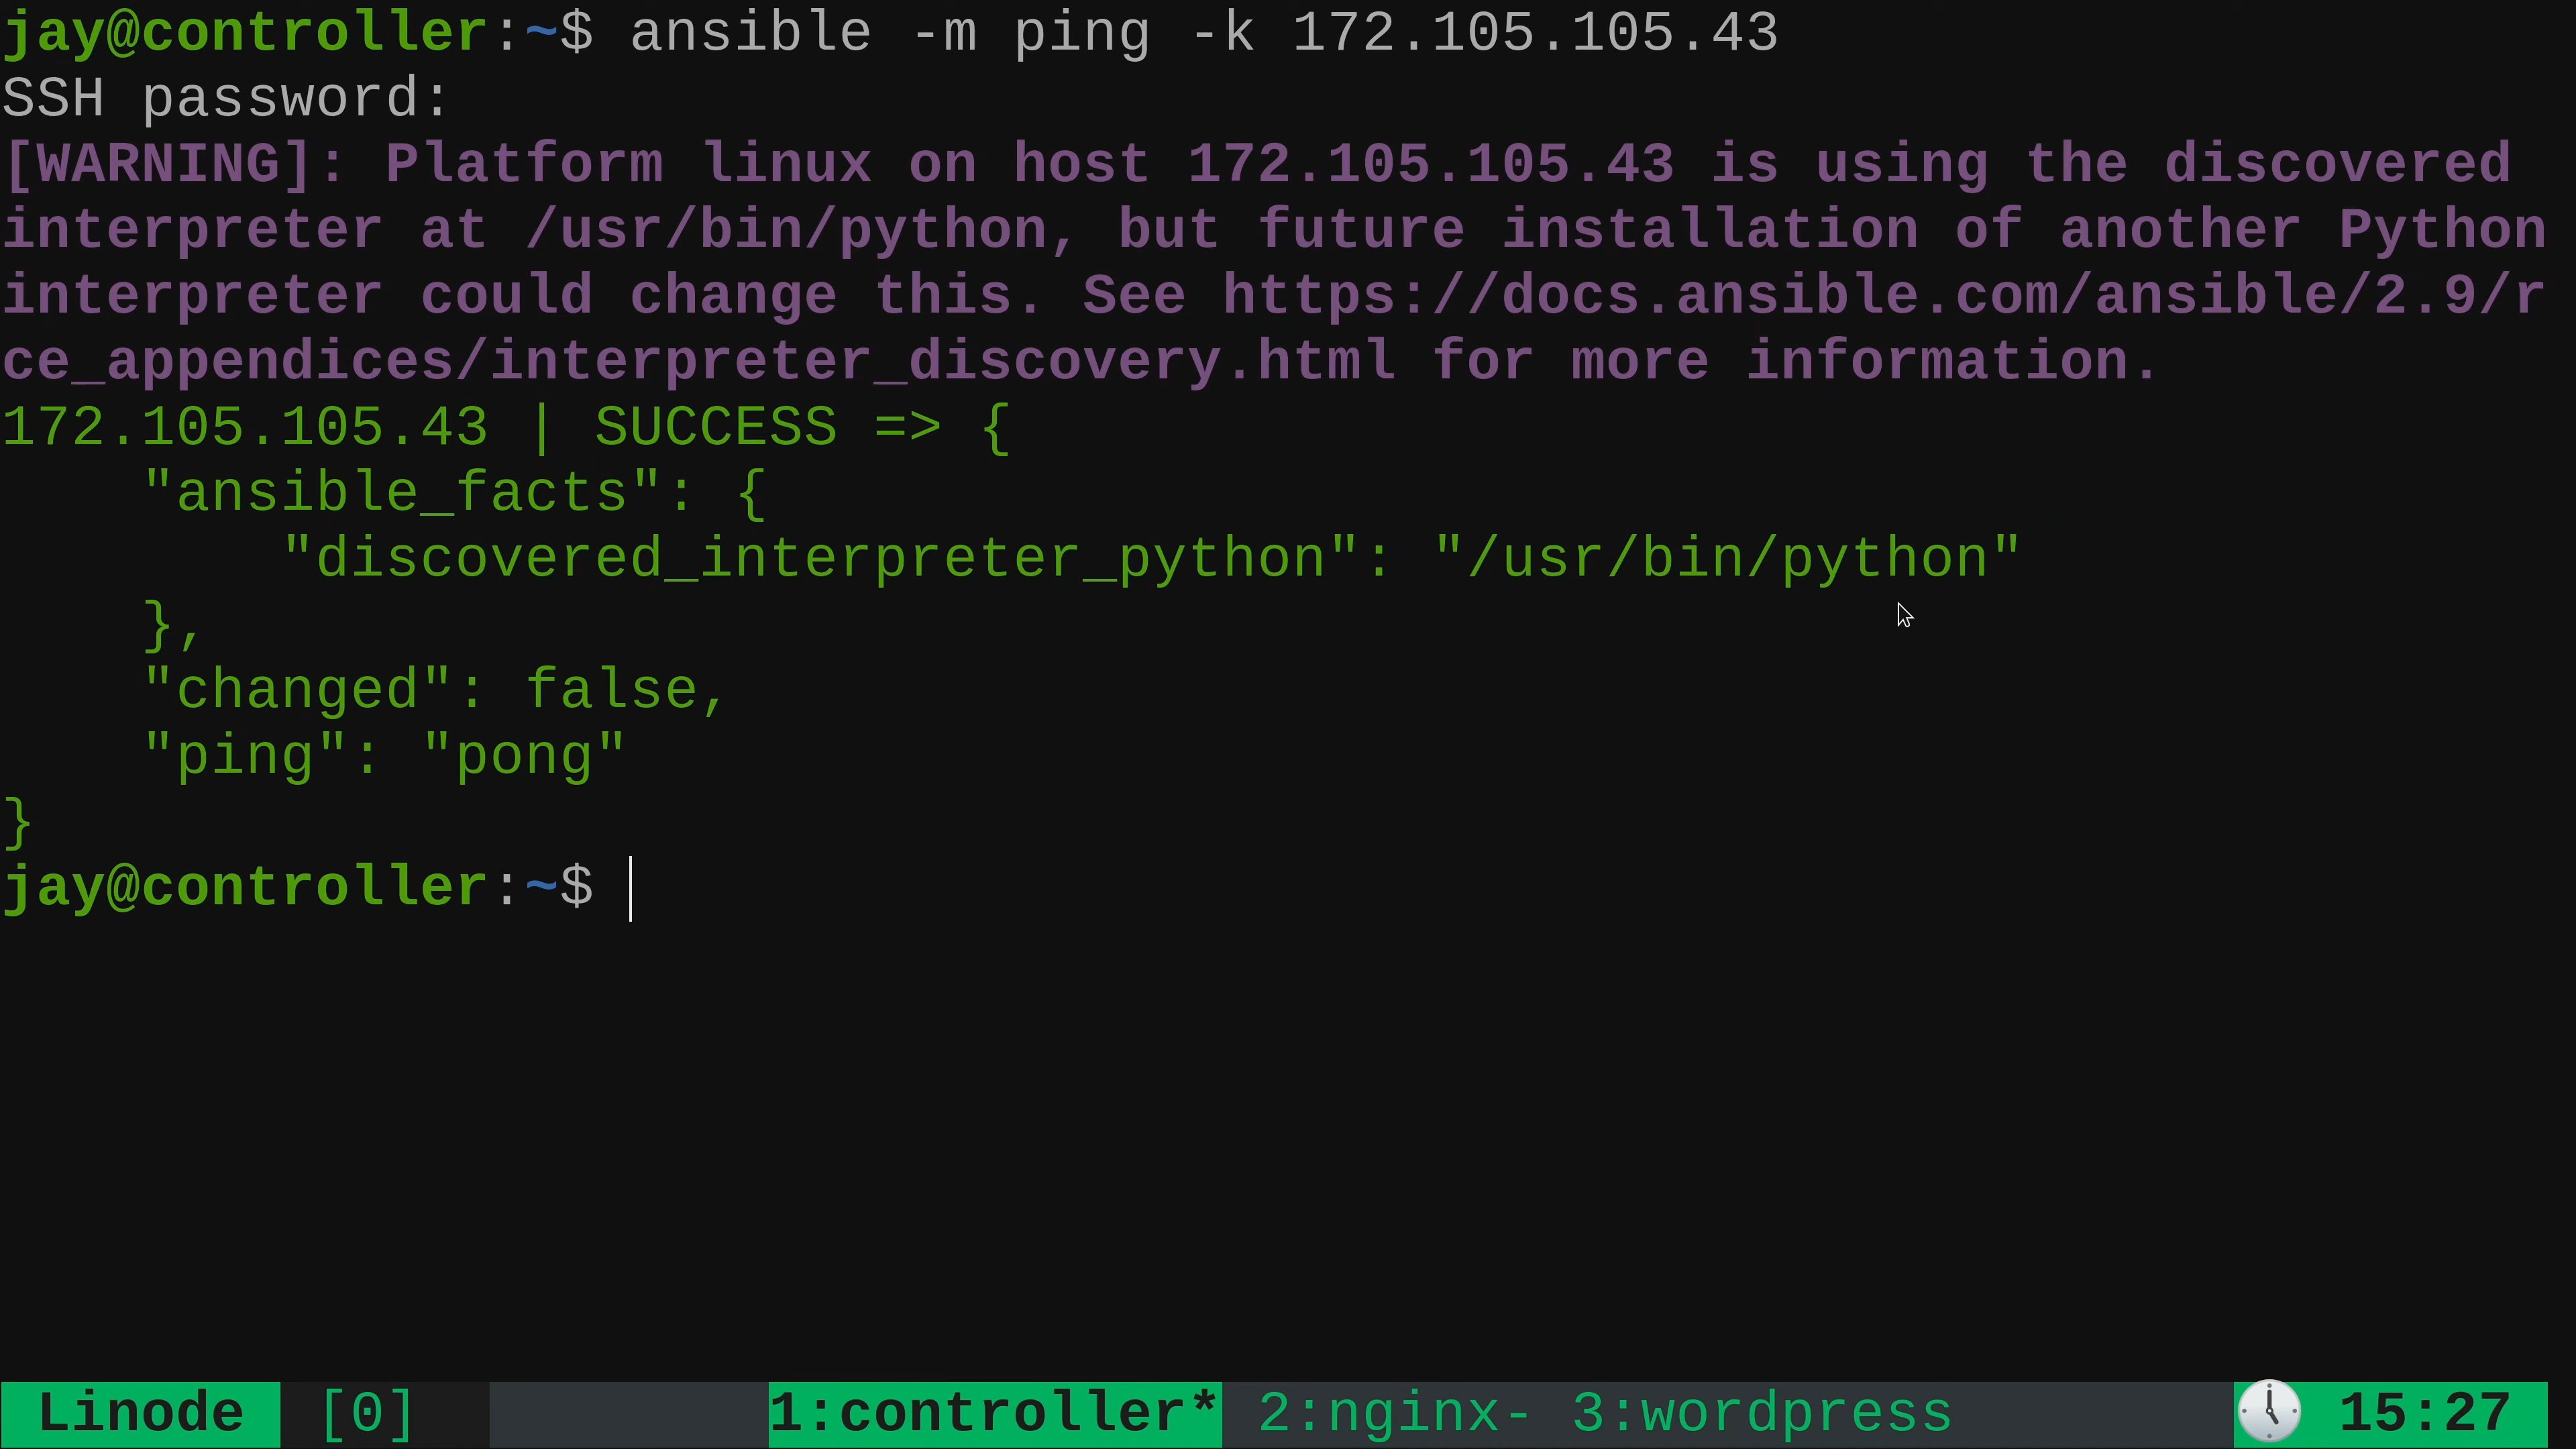 jay@controller:~$ ansible -m ping -k 172.105.105.43
SSH password:
[WARNING]: Platform linux on host 172.105.105.43 is using the discovered
interpreter at /usr/bin/python, but future installation of another Python
interpreter could change this. See https://docs.ansible.com/ansible/2.9/r
ce_appendices/interpreter_discovery.html for more information.
172.105.105.43 | SUCCESS => {
    "ansible_facts": {
        "discovered_interpreter_python": "/usr/bin/python"
    },
    "changed": false,
    "ping": "pong"
}
jay@controller:~$
Linode [0] 1:controller* 2:nginx- 3:wordpress 15:27